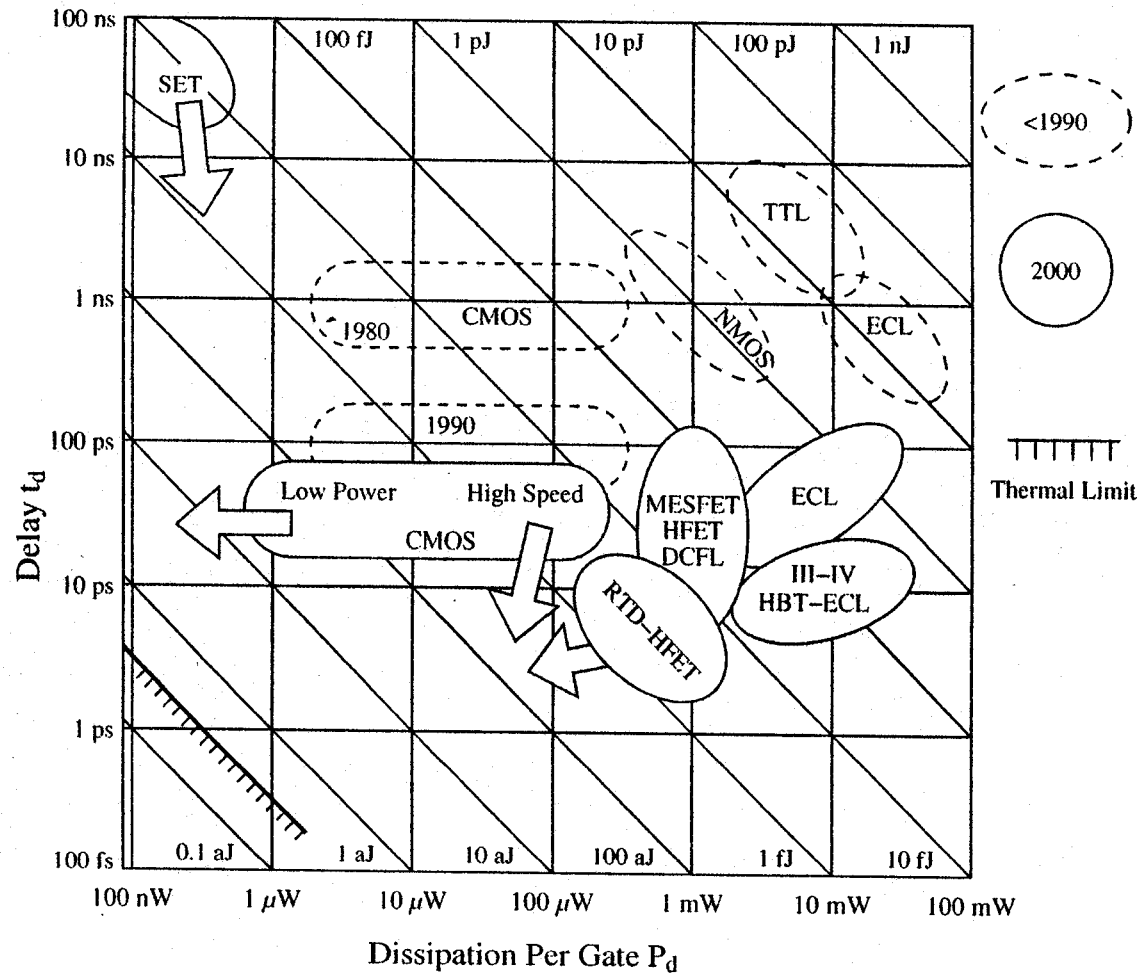 100 ns
100 fJ
1 pJ
10 pJ
100 pJ
1 nJ
SET
<1990
10 ns
TTL
2000
1 ns
CMOS
1980
NMOS
ECL
1990
100 ps
Low Power
High Speed
CMOS
MESFET
HFET
DCFL
ECL
Thermal Limit
10 ps
III-IV
HBT-ECL
RTD-HFET
1 ps
100 fs
0.1 aJ
1 aJ
10 aJ
100 aJ
1 fJ
10 fJ
100 nW
1 μW
10 μW
100 μW
1 mW
10 mW
100 mW
Delay t_d
Dissipation Per Gate P_d